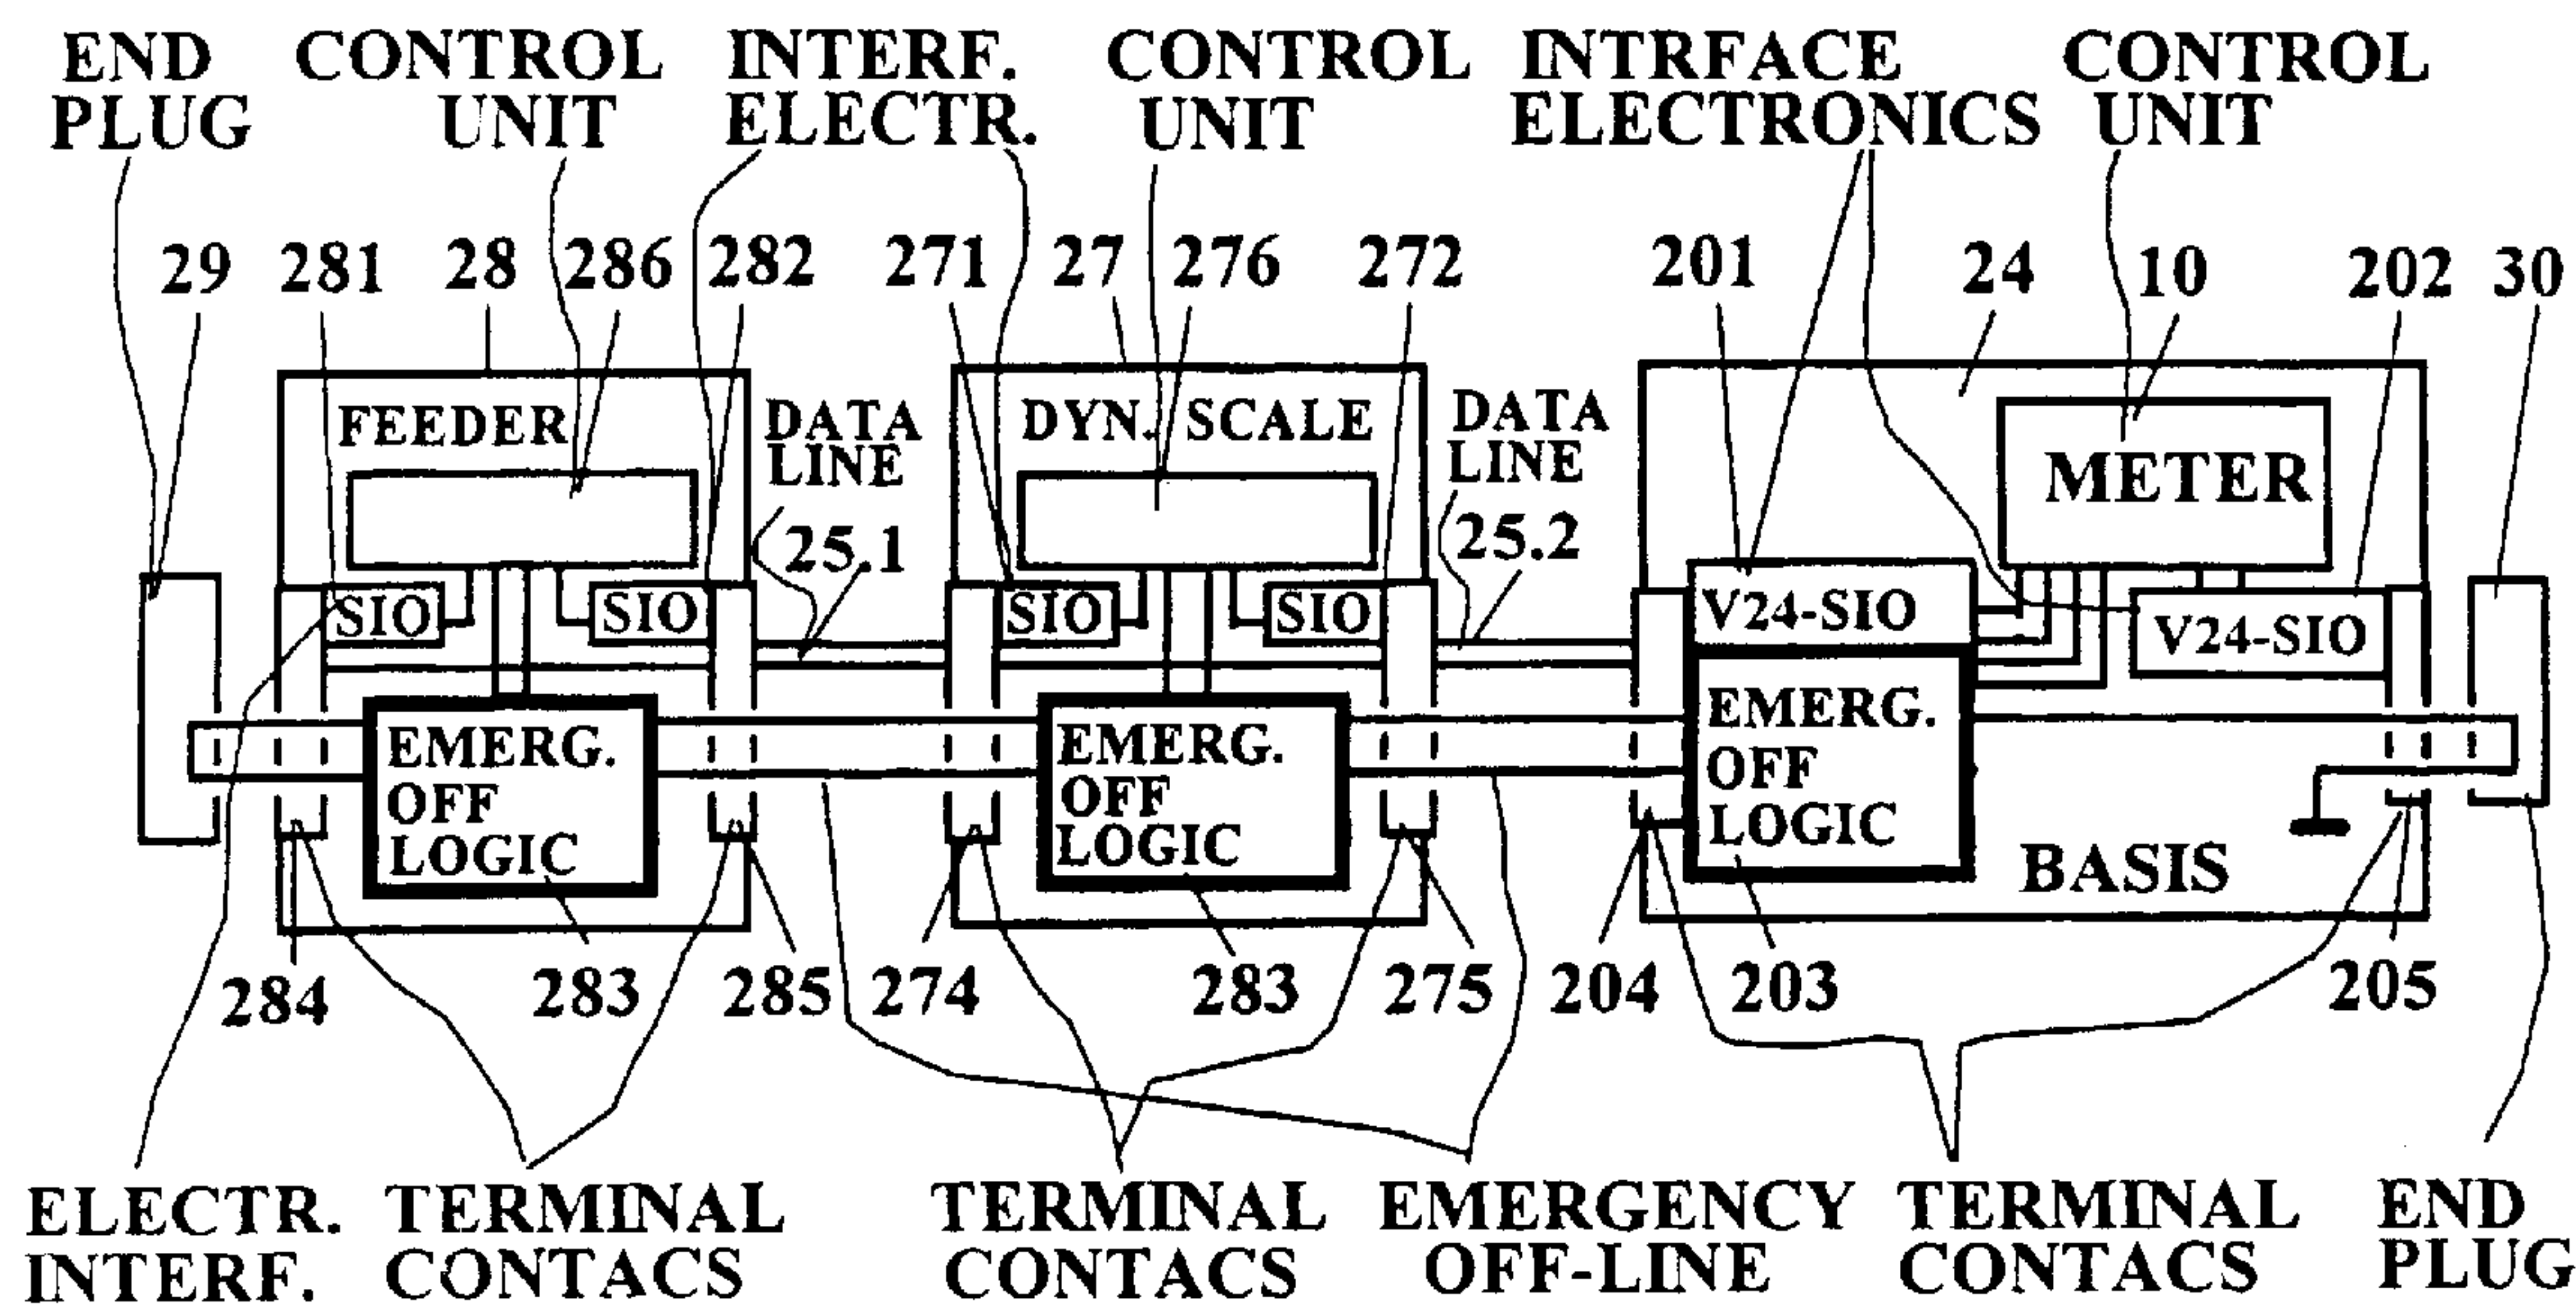 END PLUG
CONTROL UNIT
INTERF. ELECTR.
CONTROL UNIT
INTRFACE ELECTRONICS
CONTROL UNIT
29 281 28 286 282 271 27 276 272 201 24 10 202 30
FEEDER
DATA LINE
DYN. SCALE
DATA LINE
METER
25.1
25.2
SIO
SIO
SIO
SIO
V24-SIO
V24-SIO
EMERG. OFF LOGIC
EMERG. OFF LOGIC
EMERG. OFF LOGIC
BASIS
284 283 285 274 283 275 204 203 205
ELECTR. INTERF.
TERMINAL CONTACS
TERMINAL CONTACS
EMERGENCY OFF-LINE
TERMINAL CONTACS
END PLUG